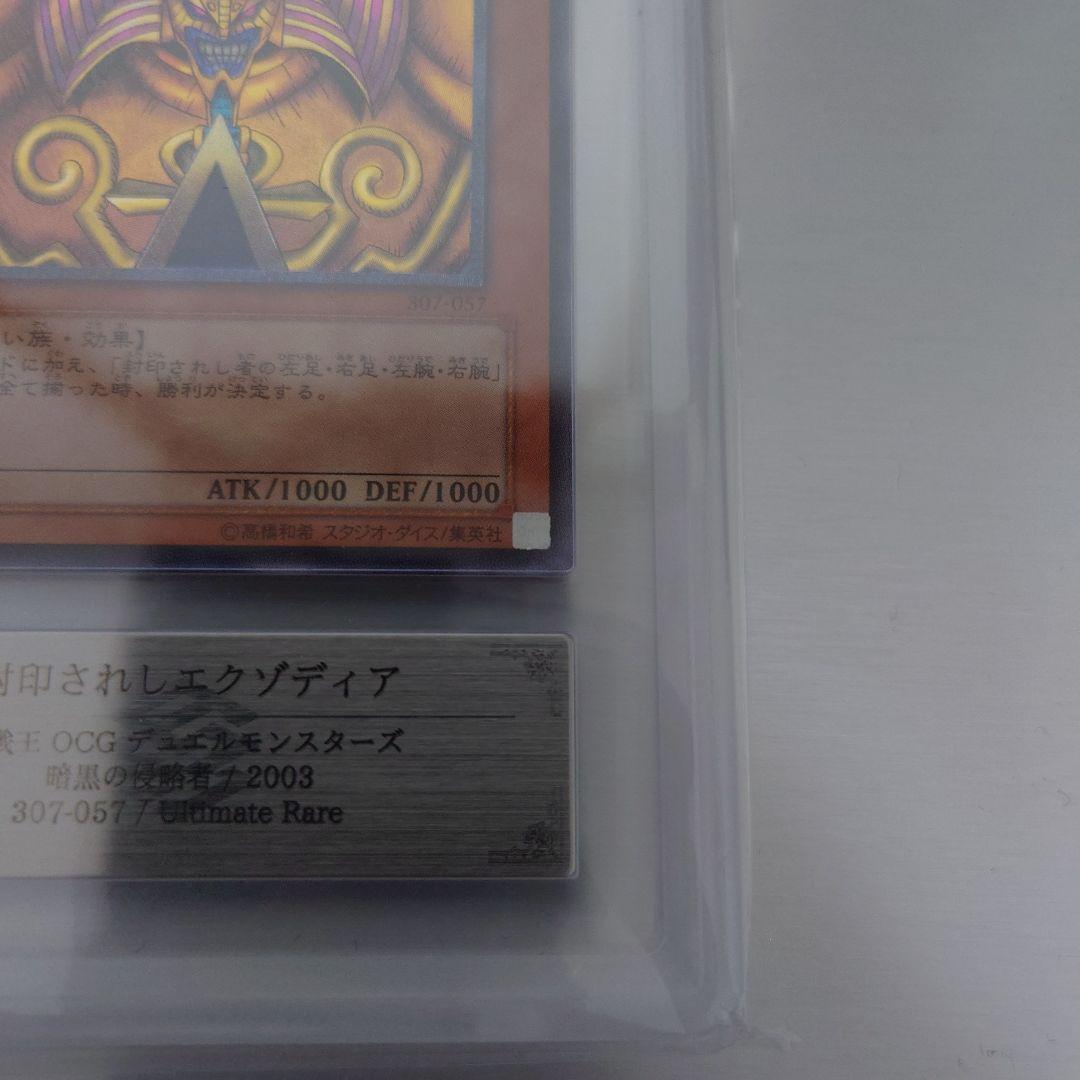 307-057
い族・効果】
ドに加え、「封印されし者の左足・右足・左腕・右腕」
全て揃った時、勝利が決定する。
ATK/1000 DEF/1000
©高橋和希 スタジオ・ダイス/集英社
封印されしエクゾディア
戯王 OCG デュエルモンスターズ
暗黒の侵略者 / 2003
307-057 / Ultimate Rare